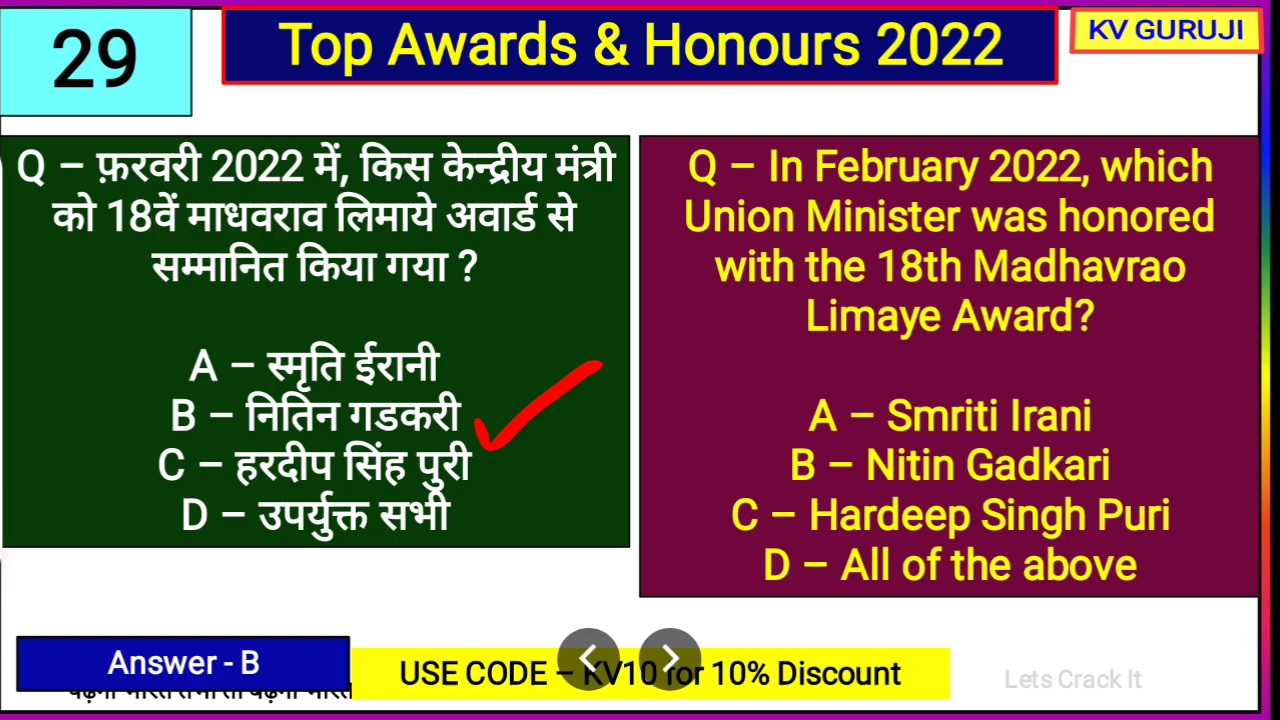 29
Top Awards & Honours 2022
KV GURUJI
Q – फ़रवरी 2022 में, किस केन्द्रीय मंत्री
को 18वें माधवराव लिमाये अवार्ड से
सम्मानित किया गया ?
A – स्मृति ईरानी
B – नितिन गडकरी
C – हरदीप सिंह पुरी
D – उपर्युक्त सभी
Q – In February 2022, which
Union Minister was honored
with the 18th Madhavrao
Limaye Award?
A – Smriti Irani
B – Nitin Gadkari
C – Hardeep Singh Puri
D – All of the above
Answer - B
USE CODE – KV10 for 10% Discount
Lets Crack It